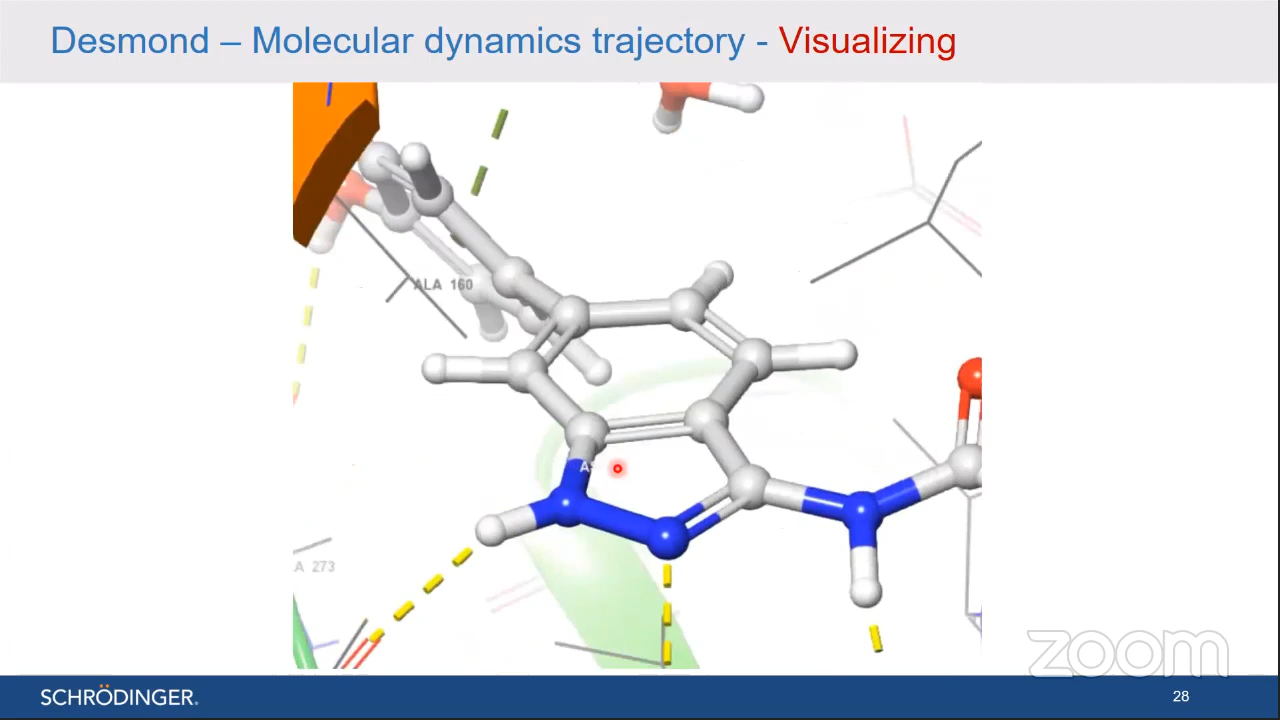 Desmond – Molecular dynamics trajectory - Visualizing
ALA 160
A 273
zoom
SCHRÖDINGER.
28